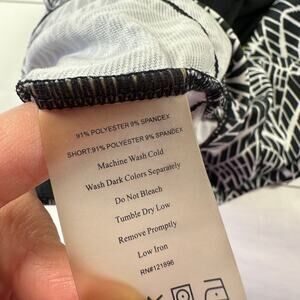 91% POLYESTER 9% SPANDEX
SHORT:91% POLYESTER 9% SPANDEX
Machine Wash Cold
Wash Dark Colors Separately
Do Not Bleach
Tumble Dry Low
Remove Promptly
Low Iron
RN#121896